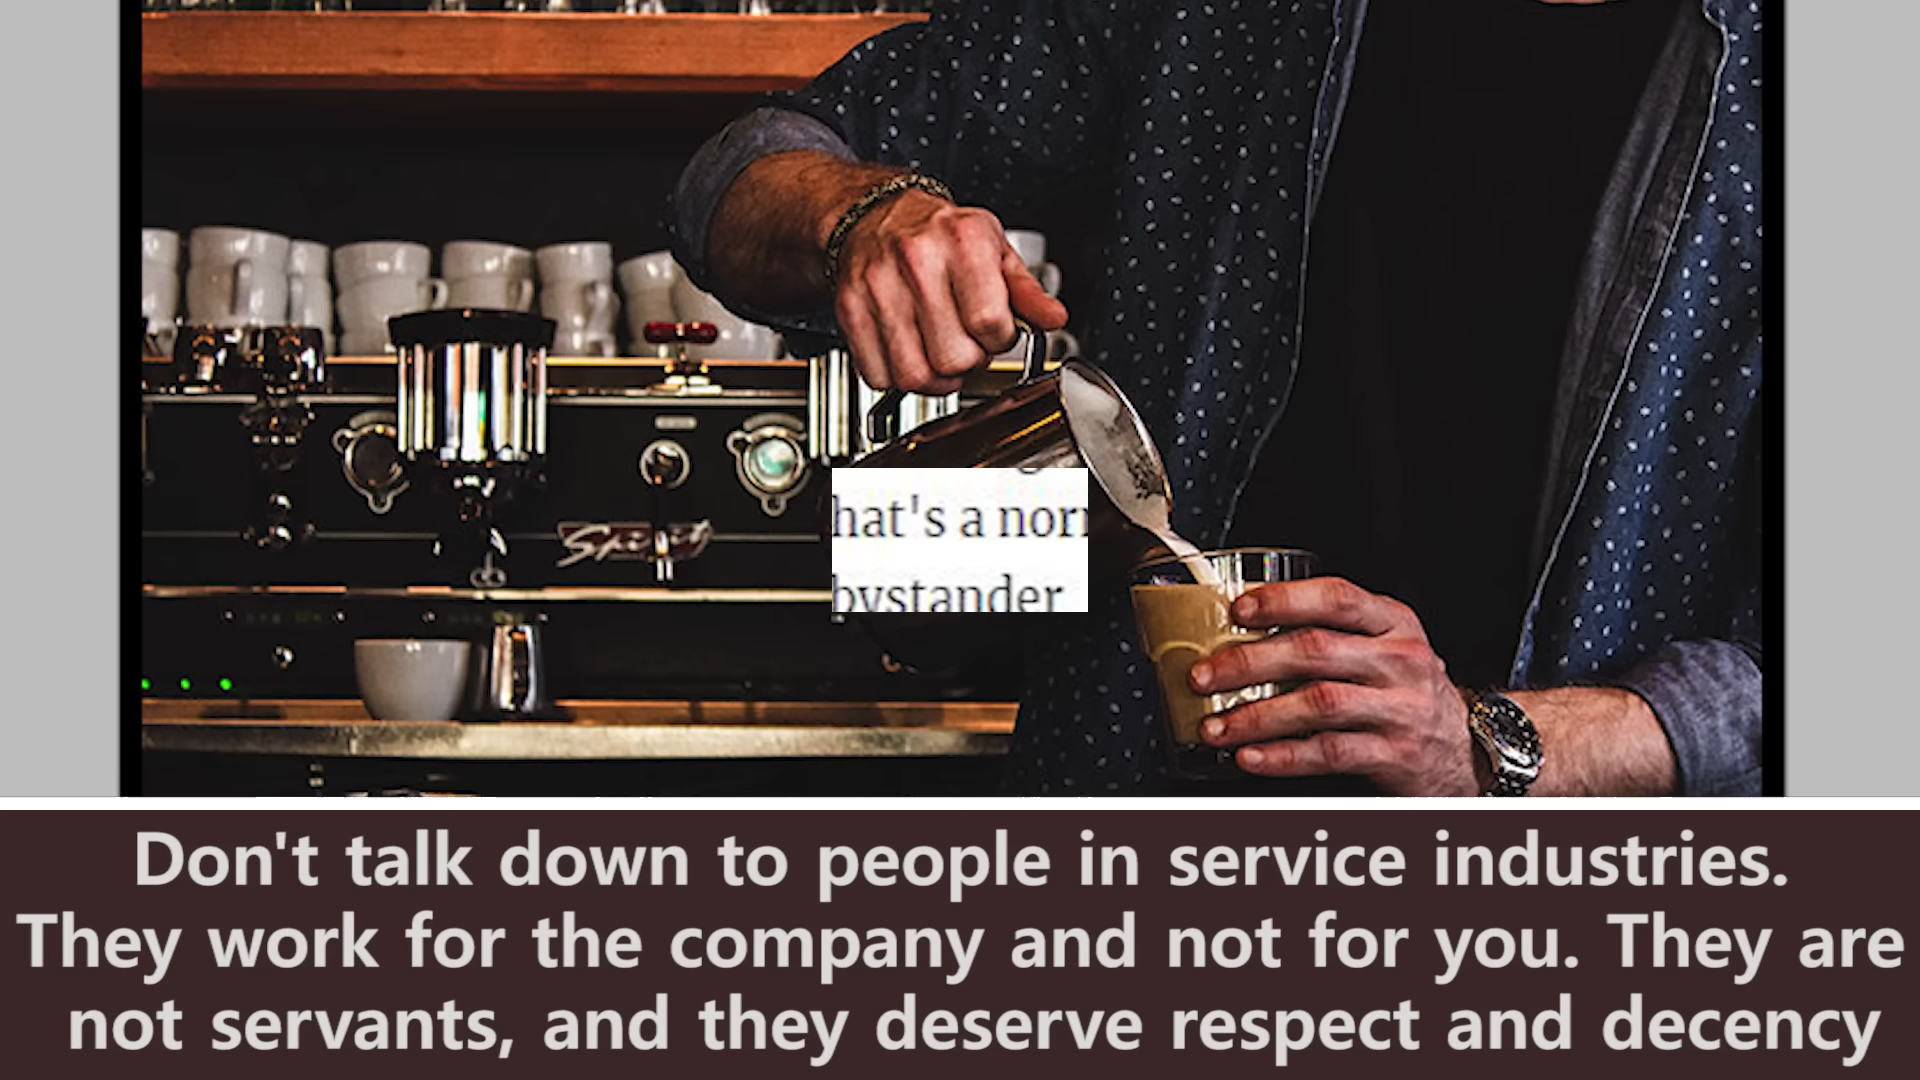 Spirit
hat's a nor
bystander
Don't talk down to people in service industries.
They work for the company and not for you. They are
not servants, and they deserve respect and decency